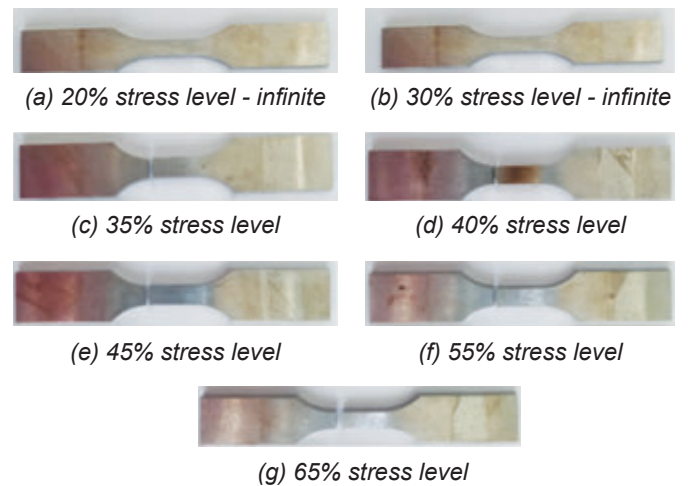 (a) 20% stress level - infinite
(b) 30% stress level - infinite
(c) 35% stress level
(d) 40% stress level
(e) 45% stress level
(f) 55% stress level
(g) 65% stress level